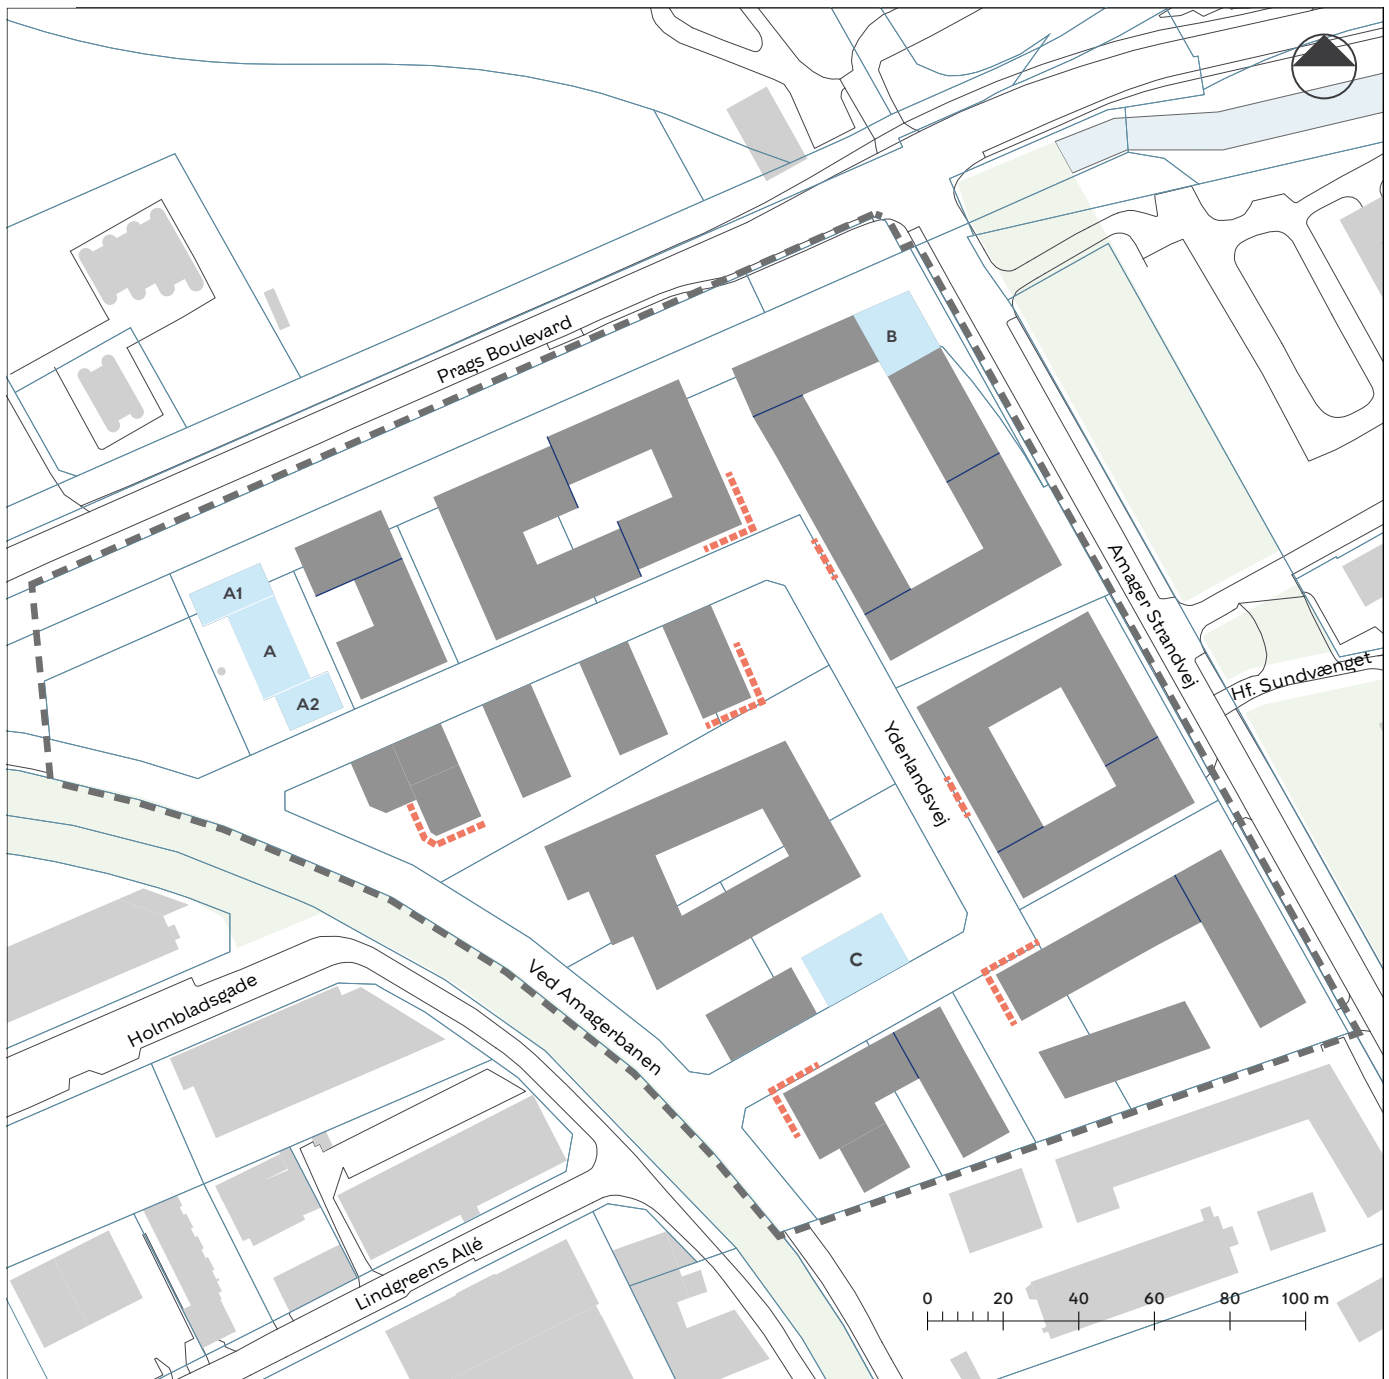 Prags Boulevard
B
A1
A
A2
Amager Strandvej
Hf. Sundvænget
Yderlandsvej
C
Ved Amagerbanen
Holmbladsgade
Lindgreens Allé
0 20 40 60 80 100 m